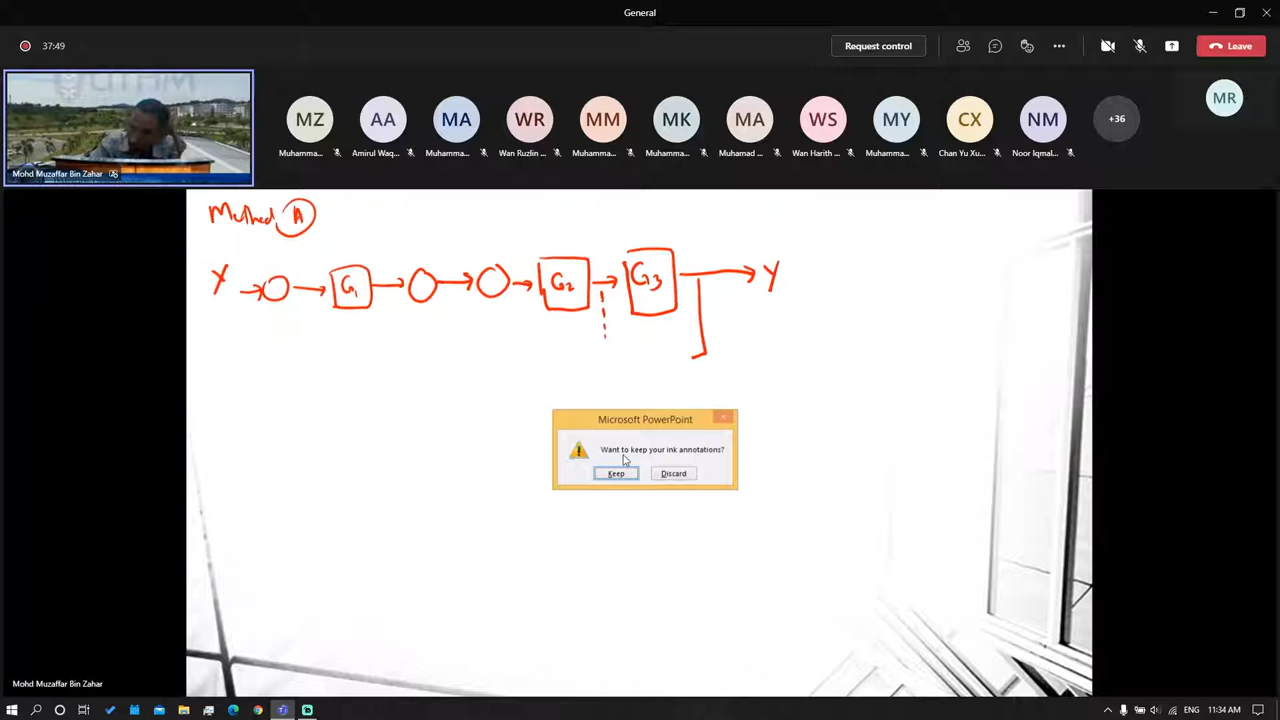 General
37:49
Request control
Leave
MZ
AA
MA
WR
MM
MK
MA
WS
MY
CX
NM
+36
MR
Muhamma...
Amirul Waq...
Muhamma...
Wan Ruzlin ...
Muhamma...
Muhamma...
Muhamad ...
Wan Harith ...
Muhamma...
Chan Yu Xu...
Noor Iqmal...
Mohd Muzaffar Bin Zahar
Method A
G1
G2
G3
Y
Microsoft PowerPoint
Want to keep your ink annotations?
Keep
Discard
Mohd Muzaffar Bin Zahar
ENG
11:34 AM